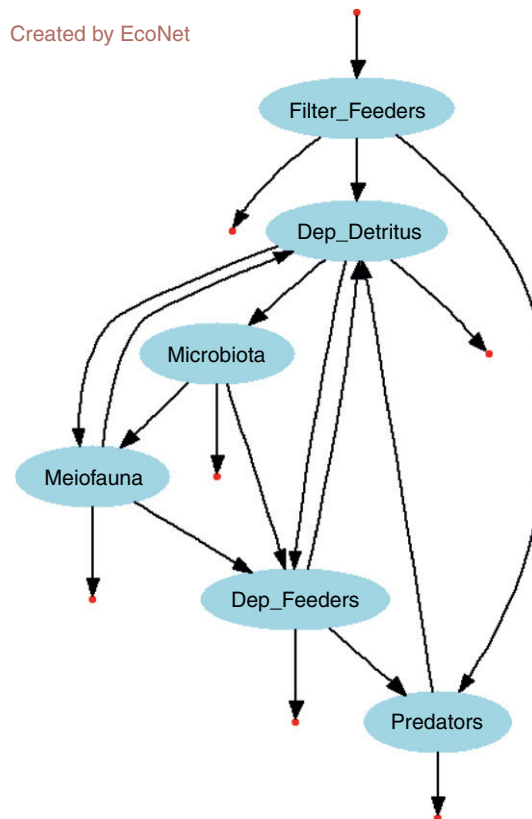 Created by EcoNet
Filter_Feeders
Dep_Detritus
Microbiota
Meiofauna
Dep_Feeders
Predators